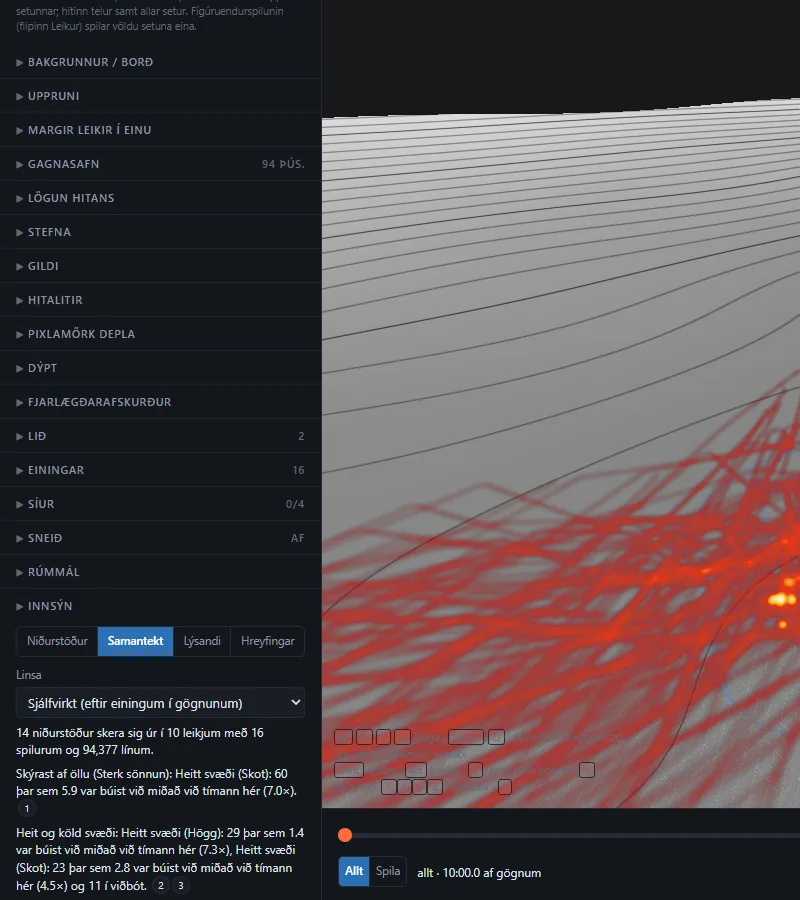 setunnar; hitinn telur samt allar setur. Fígúruendurspilunin
(flipinn Leikur) spilar völdu setuna eina.
▶ BAKGRUNNUR / BORÐ
▶ UPPRUNI
▶ MARGIR LEIKIR Í EINU
▶ GAGNASAFN 94 ÞÚS.
▶ LÖGUN HITANS
▶ STEFNA
▶ GILDI
▶ HITALITIR
▶ PIXLAMÖRK DEPLA
▶ DÝPT
▶ FJARLÆGÐARAFSKURÐUR
▶ LIÐ 2
▶ EININGAR 16
▶ SÍUR 0/4
▶ SNEIÐ AF
▶ RÚMMÁL
▶ INNSÝN
Niðurstöður Samantekt Lýsandi Hreyfingar
Linsa
Sjálfvirkt (eftir einingum í gögnunum)
14 niðurstöður skera sig úr í 10 leikjum með 16
spilurum og 94,377 línum.
Skýrast af öllu (Sterk sönnun): Heitt svæði (Skot): 60
þar sem 5.9 var búist við miðað við tímann hér (7.0×).
1
Heit og köld svæði: Heitt svæði (Högg): 29 þar sem 1.4
var búist við miðað við tímann hér (7.3×), Heitt svæði
(Skot): 23 þar sem 2.8 var búist við miðað við tímann
hér (4.5×) og 11 í viðbót. 2 3
Allt Spila allt · 10:00.0 af gögnum